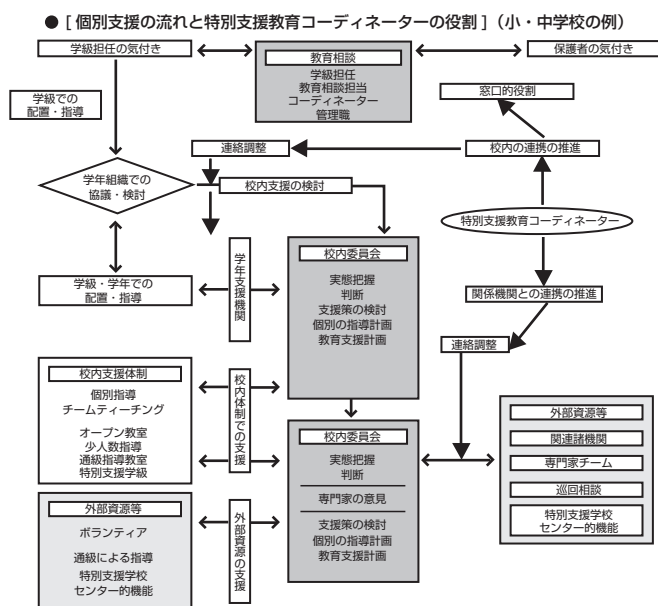 ● [ 個別支援の流れと特別支援教育コーディネーターの役割 ]（小・中学校の例）
学級担任の気付き
教育相談
学級担任
教育相談担当
コーディネーター
管理職
保護者の気付き
学級での
配置・指導
窓口的役割
連絡調整
校内の連携の推進
学年組織での
協議・検討
校内支援の検討
特別支援教育コーディネーター
学級・学年での
配置・指導
学年支援機関
校内委員会
実態把握
判断
支援策の検討
個別の指導計画
教育支援計画
関係機関との連携の推進
連絡調整
校内支援体制
個別指導
チームティーチング
オープン教室
少人数指導
通級指導教室
特別支援学級
校内体制での支援
校内委員会
実態把握
判断
専門家の意見
支援策の検討
個別の指導計画
教育支援計画
外部資源等
関連諸機関
専門家チーム
巡回相談
特別支援学校
センター的機能
外部資源等
ボランティア
通級による指導
特別支援学校
センター的機能
外部資源の支援